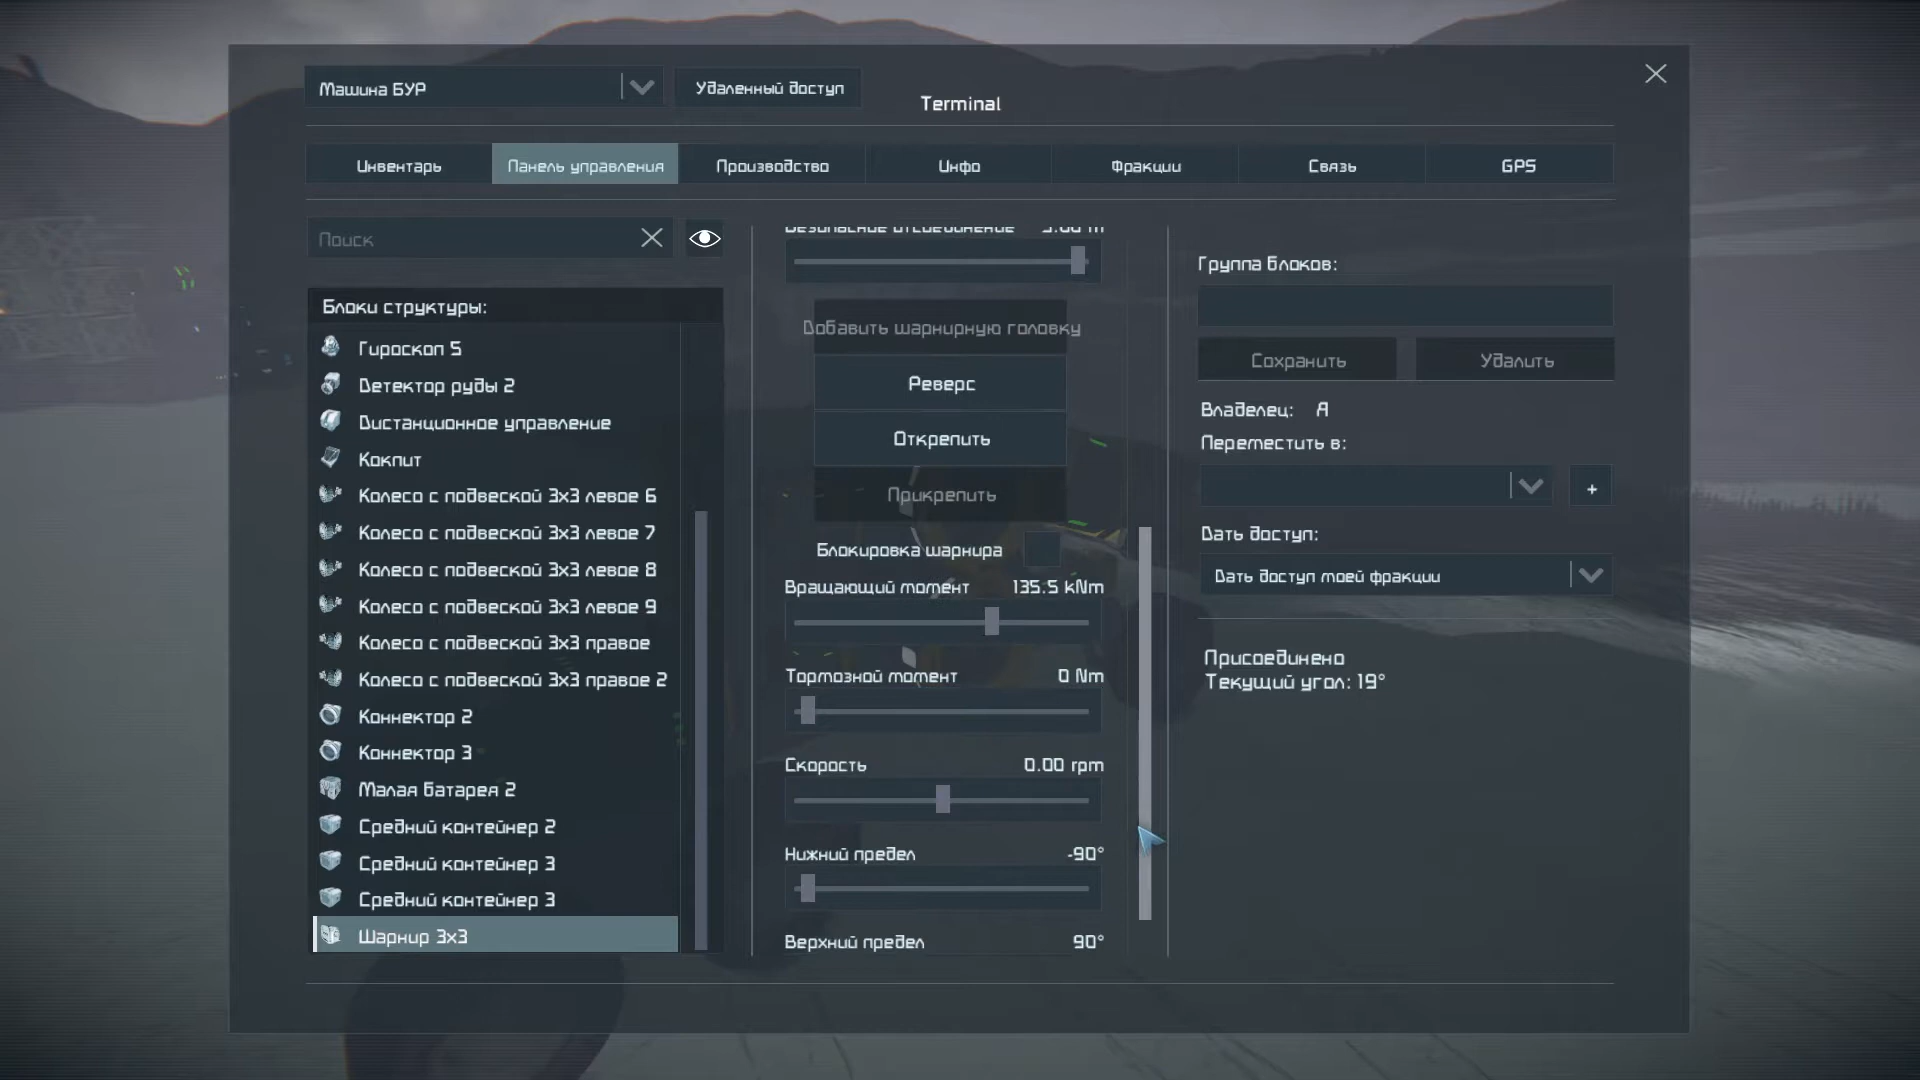 Машина БУР
Удаленный доступ
Terminal
Инвентарь
Панель управления
Производство
Инфо
Фракции
Связь
GPS
Поиск
Блоки структуры:
Гироскоп 5
Детектор руды 2
Дистанционное управление
Кокпит
Колесо с подвеской 3x3 левое 6
Колесо с подвеской 3x3 левое 7
Колесо с подвеской 3x3 левое 8
Колесо с подвеской 3x3 левое 9
Колесо с подвеской 3x3 правое
Колесо с подвеской 3x3 правое 2
Коннектор 2
Коннектор 3
Малая батарея 2
Средний контейнер 2
Средний контейнер 3
Средний контейнер 3
Шарнир 3x3
Безопасное отсоединение 5.00 m
Добавить шарнирную головку
Реверс
Открепить
Прикрепить
Блокировка шарнира
Вращающий момент 135.5 kNm
Тормозной момент 0 Nm
Скорость 0.00 rpm
Нижний предел -90°
Верхний предел 90°
Группа блоков:
Сохранить
Удалить
Владелец: A
Переместить в:
+
Дать доступ:
Дать доступ моей фракции
Присоединено
Текущий угол: 19°